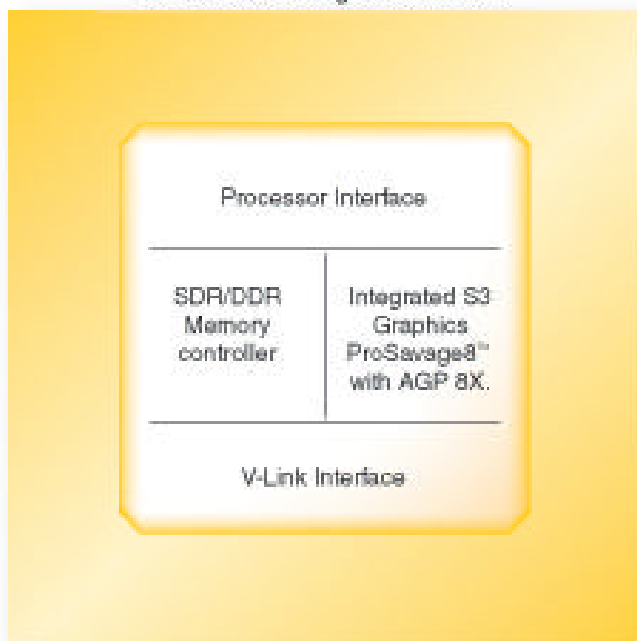 Processor Interface
SDR/DDR
Memory
controller
Integrated S3
Graphics
ProSavage8™
with AGP 8X.
V-Link Interface